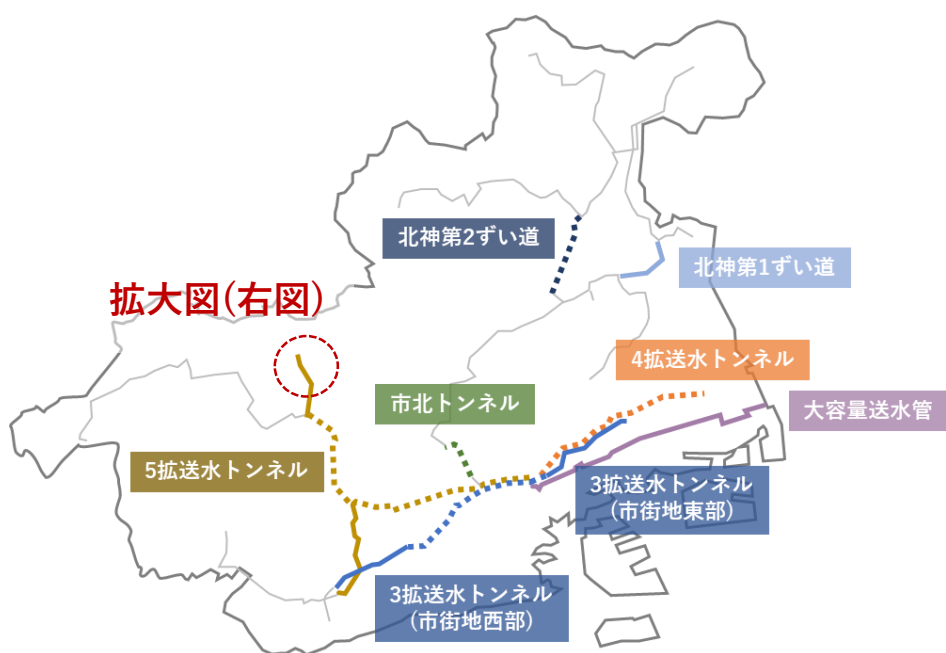 北神第2ずい道
北神第1ずい道
拡大図(右図)
4拡送水トンネル
市北トンネル
大容量送水管
5拡送水トンネル
3拡送水トンネル
(市街地東部)
3拡送水トンネル
(市街地西部)